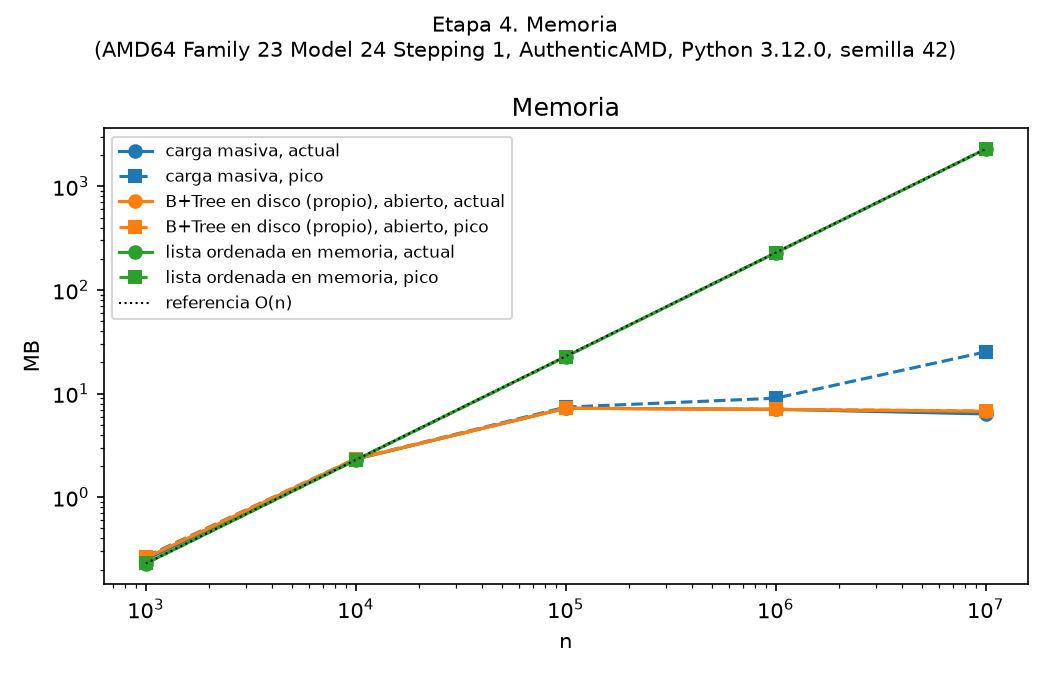 Etapa 4. Memoria
(AMD64 Family 23 Model 24 Stepping 1, AuthenticAMD, Python 3.12.0, semilla 42)
Memoria
carga masiva, actual
carga masiva, pico
B+Tree en disco (propio), abierto, actual
B+Tree en disco (propio), abierto, pico
lista ordenada en memoria, actual
lista ordenada en memoria, pico
referencia O(n)
MB
10³
10²
10¹
10⁰
10³ 10⁴ 10⁵ 10⁶ 10⁷
n